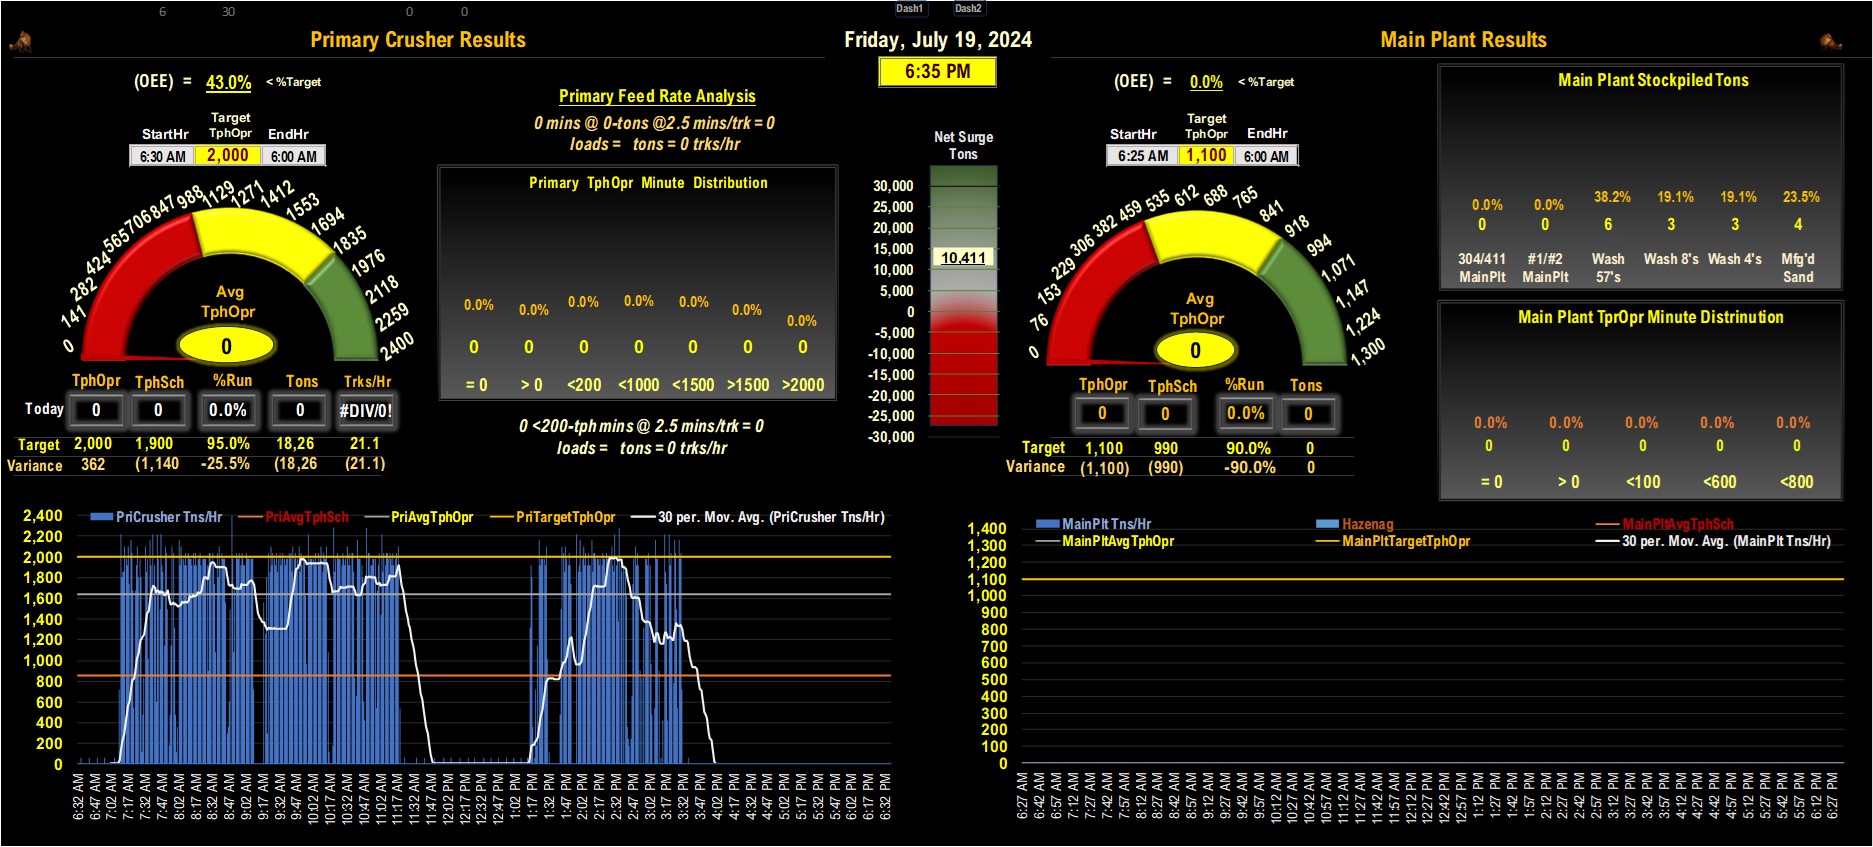 6 30 0 0 Dash1 Dash2
Primary Crusher Results
Friday, July 19, 2024
Main Plant Results
6:35 PM
(OEE) = 43.0% < %Target
Primary Feed Rate Analysis
0 mins @ 0-tons @2.5 mins/trk = 0
loads = tons = 0 trks/hr
StartHr Target TphOpr EndHr
6:30 AM 2,000 6:00 AM
0 141 282 424 565 706 847 988 1129 1271 1412 1553 1694 1835 1976 2118 2259 2400
Avg
TphOpr
0
Primary TphOpr Minute Distribution
0.0% 0.0% 0.0% 0.0% 0.0% 0.0% 0.0%
0 0 0 0 0 0 0
= 0 > 0 <200 <1000 <1500 >1500 >2000
TphOpr TphSch %Run Tons Trks/Hr
Today 0 0 0.0% 0 #DIV/0!
Target 2,000 1,900 95.0% 18,26 21.1
Variance 362 (1,140 -25.5% (18,26 (21.1)
0 <200-tph mins @ 2.5 mins/trk = 0
loads = tons = 0 trks/hr
Net Surge
Tons
30,000
25,000
20,000
15,000
10,411
10,000
5,000
0
-5,000
-10,000
-15,000
-20,000
-25,000
-30,000
(OEE) = 0.0% < %Target
StartHr Target TphOpr EndHr
6:25 AM 1,100 6:00 AM
0 76 153 229 306 382 459 535 612 688 765 841 918 994 1,071 1,147 1,224 1,300
Avg
TphOpr
0
TphOpr TphSch %Run Tons
0 0 0.0% 0
Target 1,100 990 90.0% 0
Variance (1,100) (990) -90.0% 0
Main Plant Stockpiled Tons
0.0% 0.0% 38.2% 19.1% 19.1% 23.5%
0 0 6 3 3 4
304/411 #1/#2 Wash Wash 8's Wash 4's Mfg'd
MainPlt MainPlt 57's Sand
Main Plant TprOpr Minute Distrinution
0.0% 0.0% 0.0% 0.0% 0.0%
0 0 0 0 0
= 0 > 0 <100 <600 <800
PriCrusher Tns/Hr PriAvgTphSch PriAvgTphOpr PriTargetTphOpr 30 per. Mov. Avg. (PriCrusher Tns/Hr)
2,400
2,200
2,000
1,800
1,600
1,400
1,200
1,000
800
600
400
200
0
6:32 AM 6:47 AM 7:02 AM 7:17 AM 7:32 AM 7:47 AM 8:02 AM 8:17 AM 8:32 AM 8:47 AM 9:02 AM 9:17 AM 9:32 AM 9:47 AM 10:02 AM 10:17 AM 10:32 AM 10:47 AM 11:02 AM 11:17 AM 11:32 AM 11:47 AM 12:02 PM 12:17 PM 12:32 PM 12:47 PM 1:02 PM 1:17 PM 1:32 PM 1:47 PM 2:02 PM 2:17 PM 2:32 PM 2:47 PM 3:02 PM 3:17 PM 3:32 PM 3:47 PM 4:02 PM 4:17 PM 4:32 PM 4:47 PM 5:02 PM 5:17 PM 5:32 PM 5:47 PM 6:02 PM 6:17 PM 6:32 PM
MainPlt Tns/Hr Hazenag MainPltAvgTphSch
MainPltAvgTphOpr MainPltTargetTphOpr 30 per. Mov. Avg. (MainPlt Tns/Hr)
1,400
1,300
1,200
1,100
1,000
900
800
700
600
500
400
300
200
100
0
6:27 AM 6:42 AM 6:57 AM 7:12 AM 7:27 AM 7:42 AM 7:57 AM 8:12 AM 8:27 AM 8:42 AM 8:57 AM 9:12 AM 9:27 AM 9:42 AM 9:57 AM 10:12 AM 10:27 AM 10:42 AM 10:57 AM 11:12 AM 11:27 AM 11:42 AM 11:57 AM 12:12 PM 12:27 PM 12:42 PM 12:57 PM 1:12 PM 1:27 PM 1:42 PM 1:57 PM 2:12 PM 2:27 PM 2:42 PM 2:57 PM 3:12 PM 3:27 PM 3:42 PM 3:57 PM 4:12 PM 4:27 PM 4:42 PM 4:57 PM 5:12 PM 5:27 PM 5:42 PM 5:57 PM 6:12 PM 6:27 PM